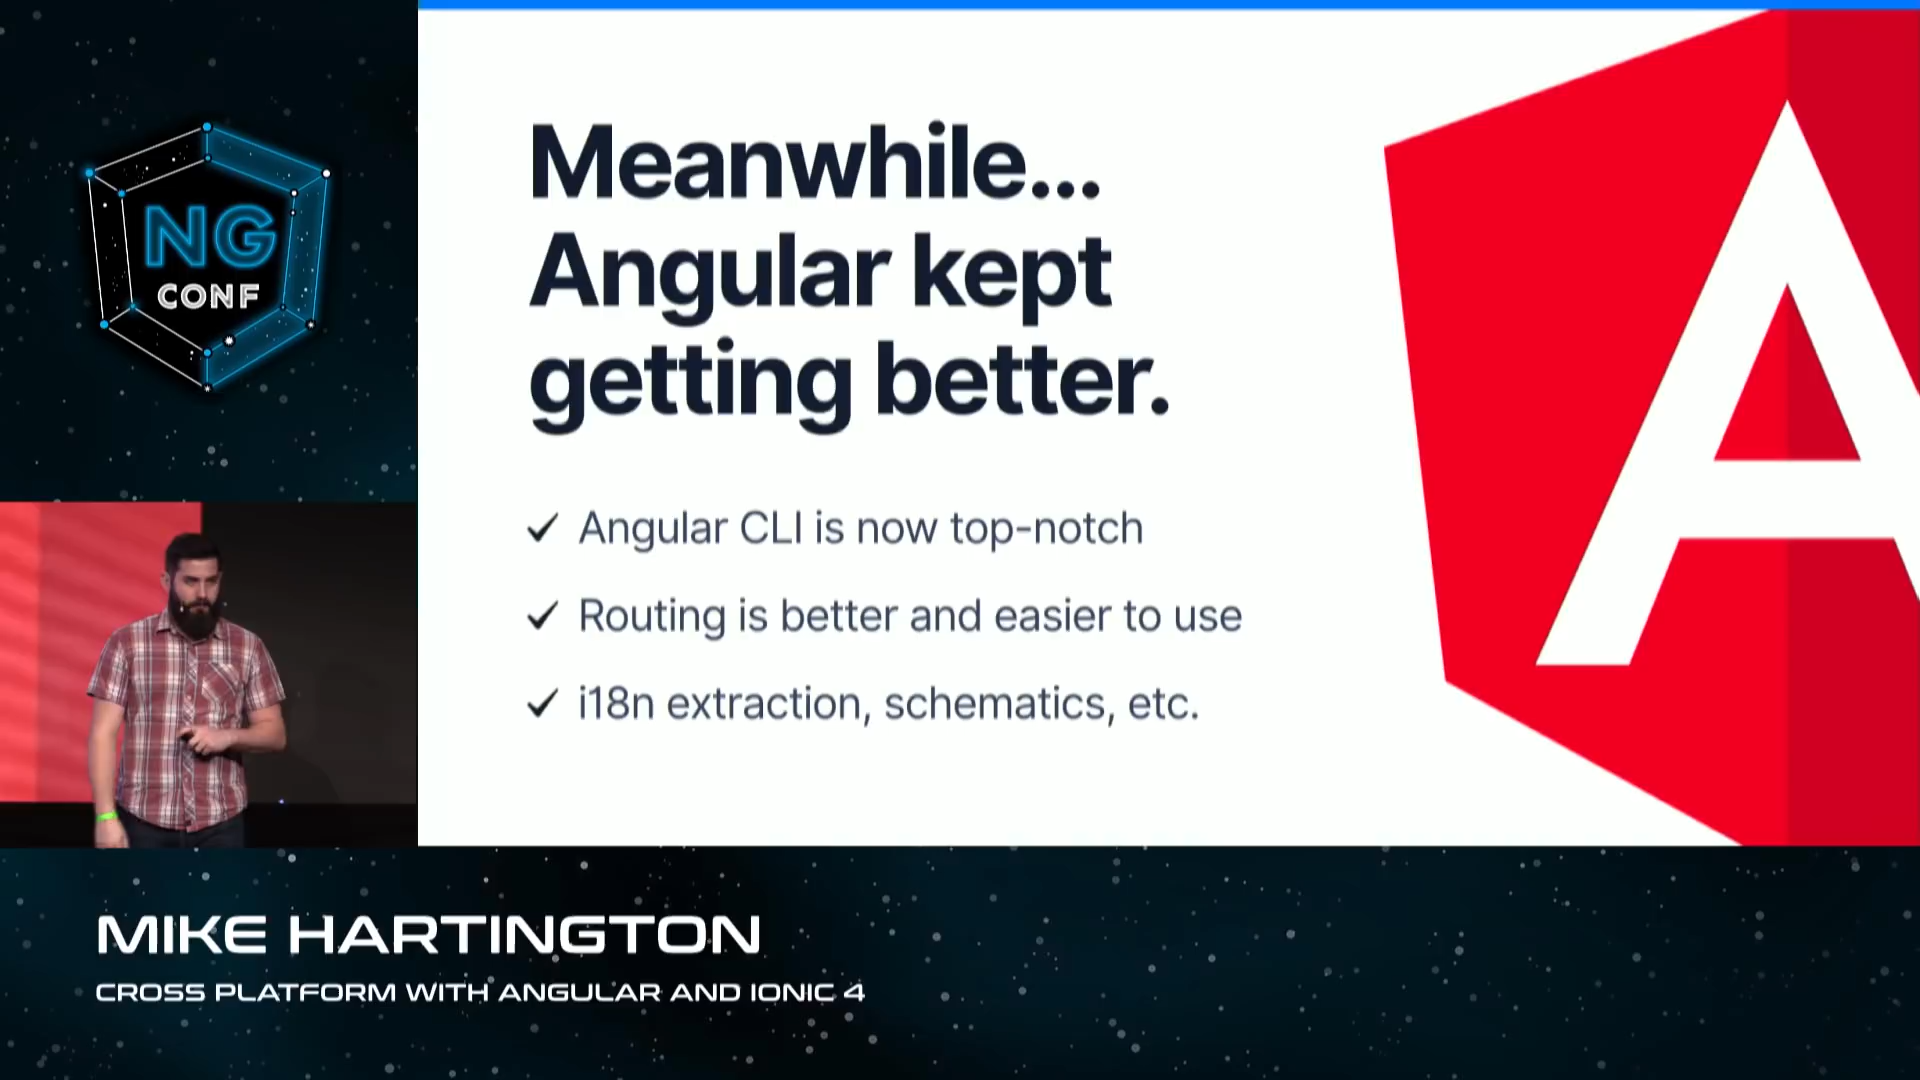 NG
CONF
Meanwhile...
Angular kept
getting better.
✓ Angular CLI is now top-notch
✓ Routing is better and easier to use
✓ i18n extraction, schematics, etc.
MIKE HARTINGTON
CROSS PLATFORM WITH ANGULAR AND IONIC 4